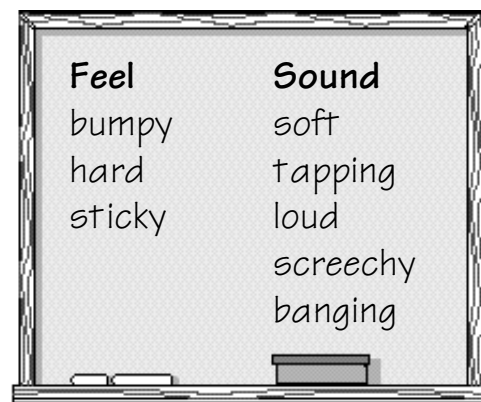 Feel
bumpy
hard
sticky
Sound
soft
tapping
loud
screechy
banging